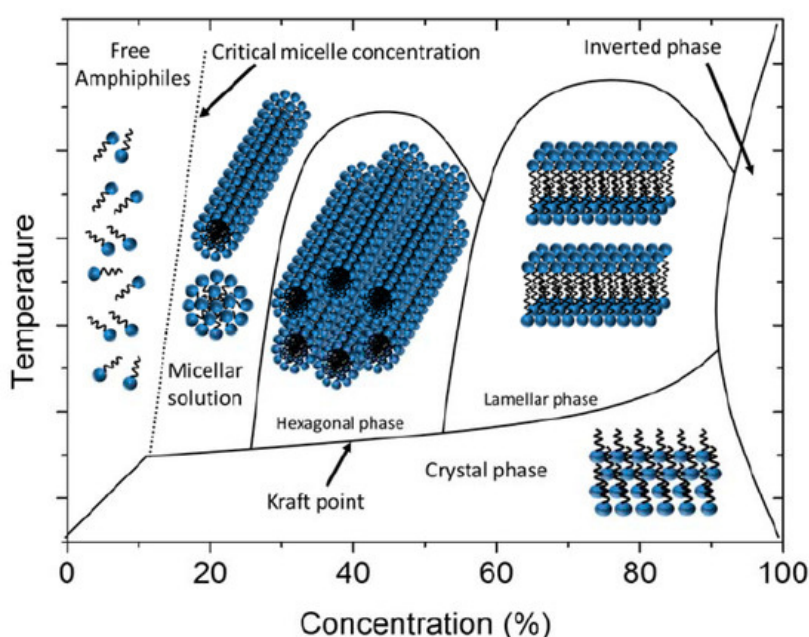 Free
Amphiphiles
Critical micelle concentration
Inverted phase
Temperature
Micellar
solution
Hexagonal phase
Lamellar phase
Crystal phase
Kraft point
0
20
40
60
80
100
Concentration (%)